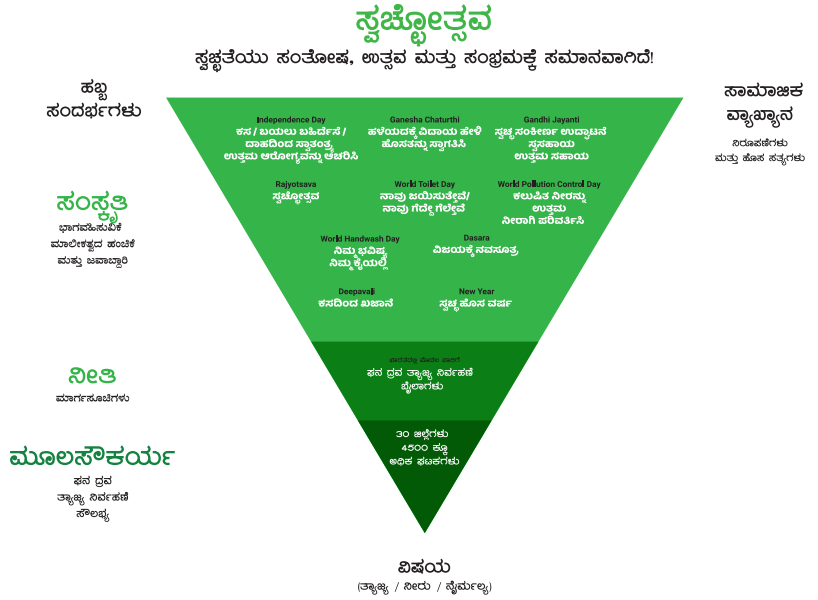 ಸ್ವಚ್ಛೋತ್ಸವ
ಸ್ವಚ್ಛತೆಯು ಸಂತೋಷ, ಉತ್ಸವ ಮತ್ತು ಸಂಭ್ರಮಕ್ಕೆ ಸಮಾನವಾಗಿದೆ!
ಹಬ್ಬ
ಸಂದರ್ಭಗಳು
ಸಾಮಾಜಿಕ
ವ್ಯಾಖ್ಯಾನ
ನಿರೂಪಣೆಗಳು
ಮತ್ತು ಹೊಸ ಸತ್ಯಗಳು
Independence Day
ಕಸ / ಬಯಲು ಬಹಿರ್ದೆಸೆ /
ದಾಹದಿಂದ ಸ್ವಾತಂತ್ರ್ಯ
ಉತ್ತಮ ಆರೋಗ್ಯವನ್ನು ಆಚರಿಸಿ
Ganesha Chaturthi
ಹಳೆಯದಕ್ಕೆ ವಿದಾಯ ಹೇಳಿ
ಹೊಸತನ್ನು ಸ್ವಾಗತಿಸಿ
Gandhi Jayanti
ಸ್ವಚ್ಛ ಸಂಕೀರ್ಣ ಉದ್ಘಾಟನೆ
ಸ್ವಸಹಾಯ
ಉತ್ತಮ ಸಹಾಯ
Rajyotsava
ಸ್ವಚ್ಛೋತ್ಸವ
World Toilet Day
ನಾವು ಜಯಿಸುತ್ತೇವೆ/
ನಾವು ಗೆದ್ದೇ ಗೆಲ್ತೇವೆ
World Pollution Control Day
ಕಲುಷಿತ ನೀರನ್ನು
ಉತ್ತಮ
ನೀರಾಗಿ ಪರಿವರ್ತಿಸಿ
World Handwash Day
ನಿಮ್ಮ ಭವಿಷ್ಯ
ನಿಮ್ಮ ಕೈಯಲ್ಲಿ
Dasara
ವಿಜಯಕ್ಕೆ ನವಸೂತ್ರ
Deepavali
ಕಸದಿಂದ ಖಜಾನೆ
New Year
ಸ್ವಚ್ಛ ಹೊಸ ವರ್ಷ
ಸಂಸ್ಕೃತಿ
ಭಾಗವಹಿಸುವಿಕೆ
ಮಾಲೀಕತ್ವದ ಹಂಚಿಕೆ
ಮತ್ತು ಜವಾಬ್ದಾರಿ
ನೀತಿ
ಮಾರ್ಗಸೂಚಿಗಳು
ಘನ ದ್ರವ ತ್ಯಾಜ್ಯ ನಿರ್ವಹಣೆ
ಬೈಲಾಗಳು
ಮೂಲಸೌಕರ್ಯ
ಘನ ದ್ರವ
ತ್ಯಾಜ್ಯ ನಿರ್ವಹಣೆ
ಸೌಲಭ್ಯ
30 ಜಿಲ್ಲೆಗಳು
4500 ಕ್ಕೂ
ಅಧಿಕ ಘಟಕಗಳು
ವಿಷಯ
(ತ್ಯಾಜ್ಯ / ನೀರು / ನೈರ್ಮಲ್ಯ)